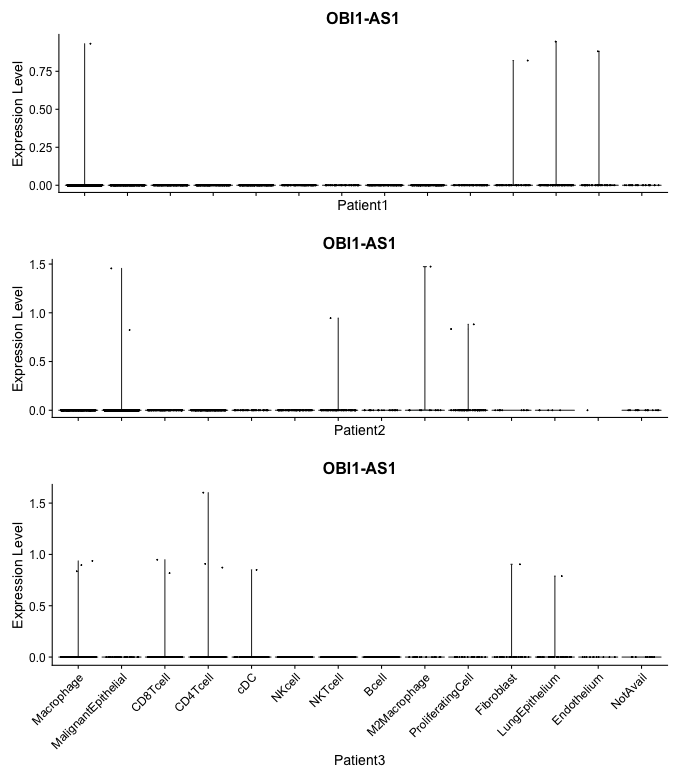 OBI1-AS1
Expression Level
0.75
0.50
0.25
0.00
Patient1
OBI1-AS1
Expression Level
1.5
1.0
0.5
0.0
Patient2
OBI1-AS1
Expression Level
1.5
1.0
0.5
0.0
Macrophage
MalignantEpithelial
CD8Tcell
CD4Tcell
cDC
NKcell
NKTcell
Bcell
M2Macrophage
ProliferatingCell
Fibroblast
LungEpithelium
Endothelium
NotAvail
Patient3